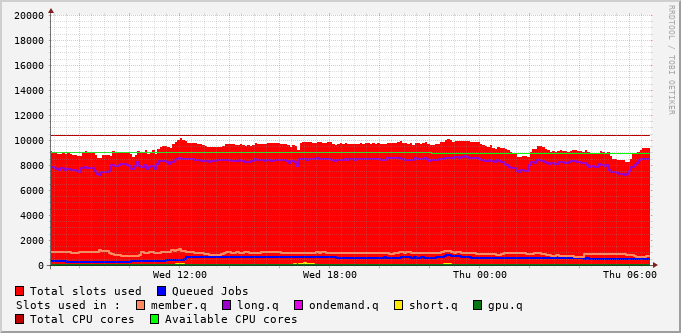 RRDTOOL / TOBI OETIKER
20000
18000
16000
14000
12000
10000
8000
6000
4000
2000
0
Wed 12:00 Wed 18:00 Thu 00:00 Thu 06:00
Total slots used Queued Jobs
Slots used in : member.q long.q ondemand.q short.q gpu.q
Total CPU cores Available CPU cores